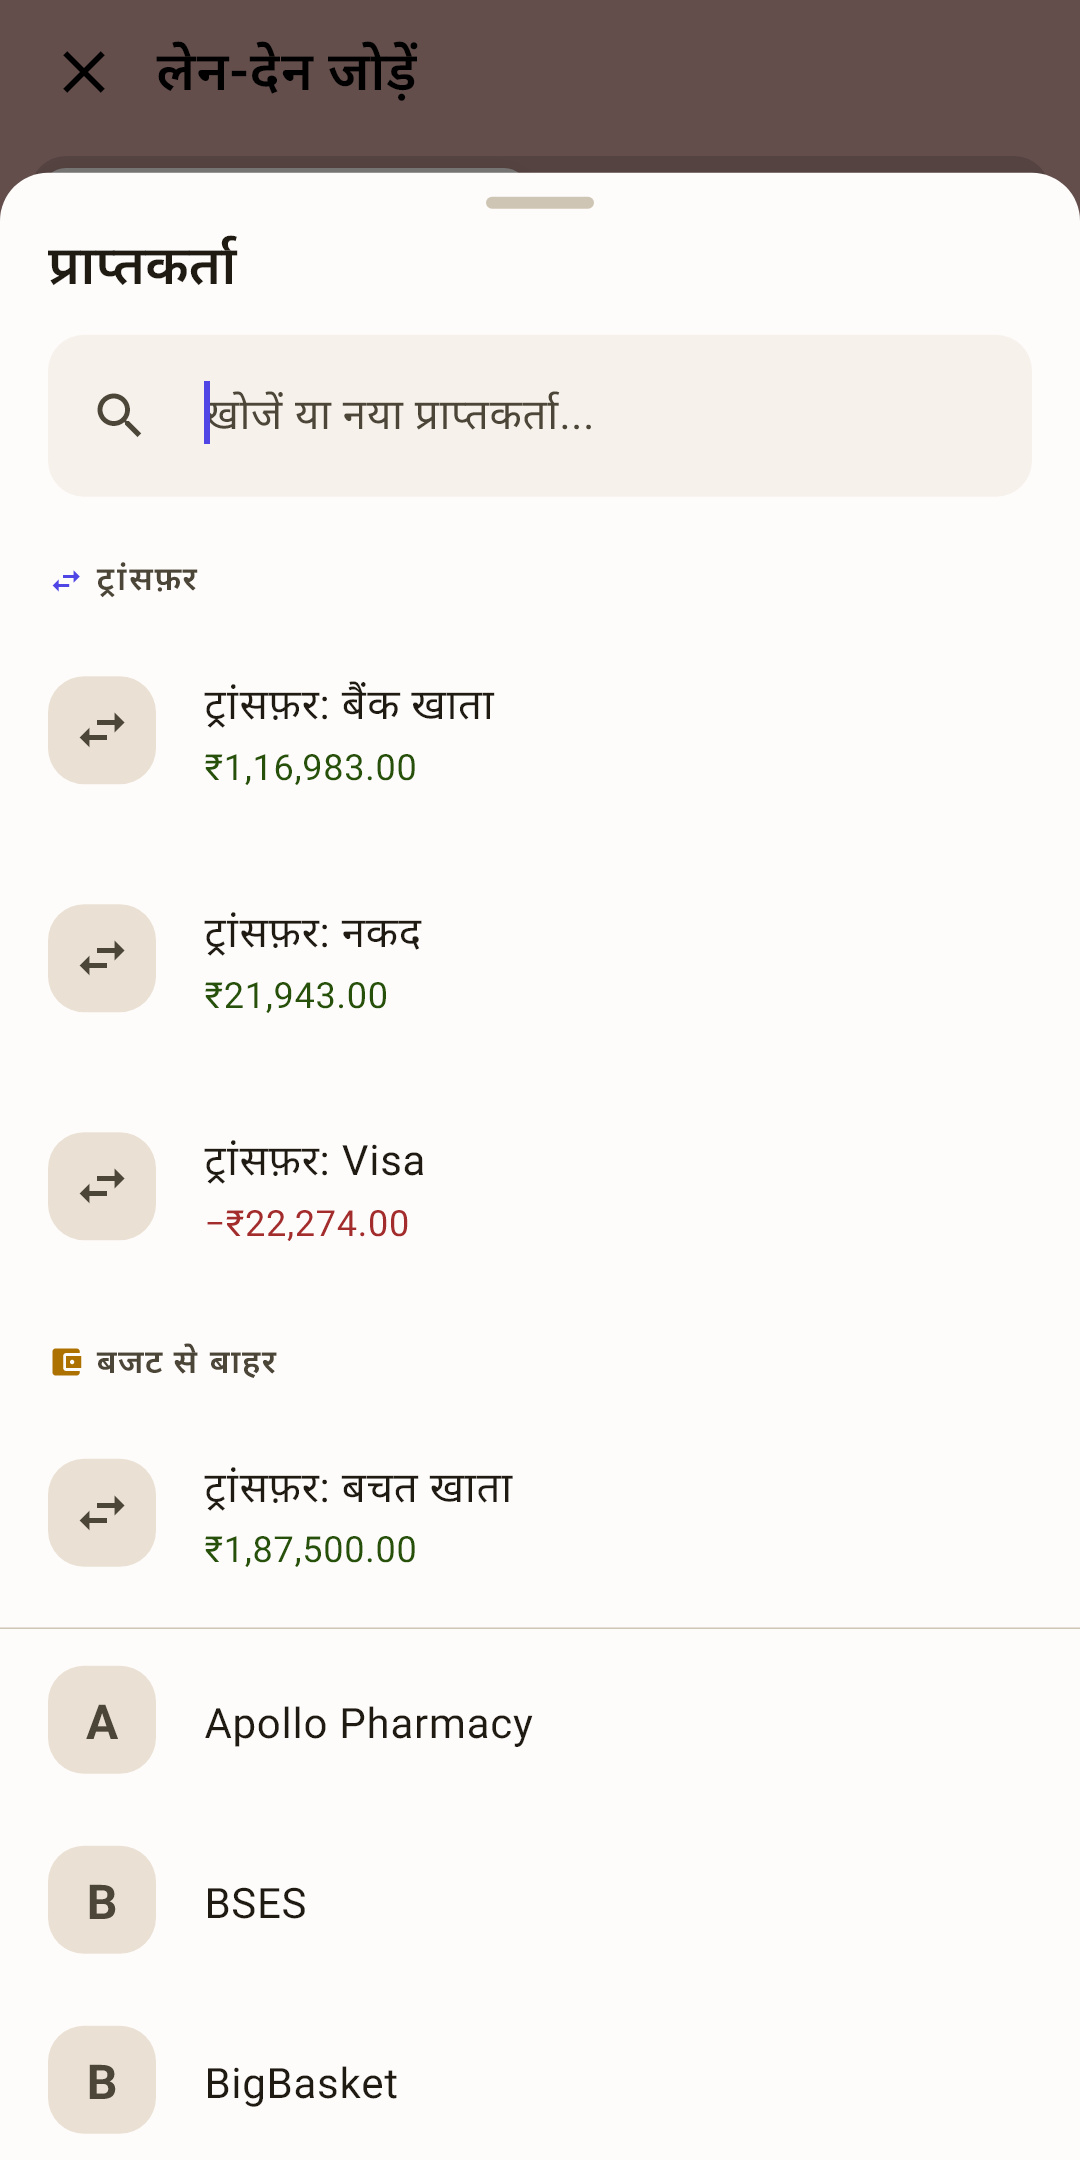 लेन-देन जोड़ें
प्राप्तकर्ता
खोजें या नया प्राप्तकर्ता...
ट्रांसफ़र
ट्रांसफ़र: बैंक खाता
₹1,16,983.00
ट्रांसफ़र: नकद
₹21,943.00
ट्रांसफ़र: Visa
−₹22,274.00
बजट से बाहर
ट्रांसफ़र: बचत खाता
₹1,87,500.00
A
Apollo Pharmacy
B
BSES
B
BigBasket